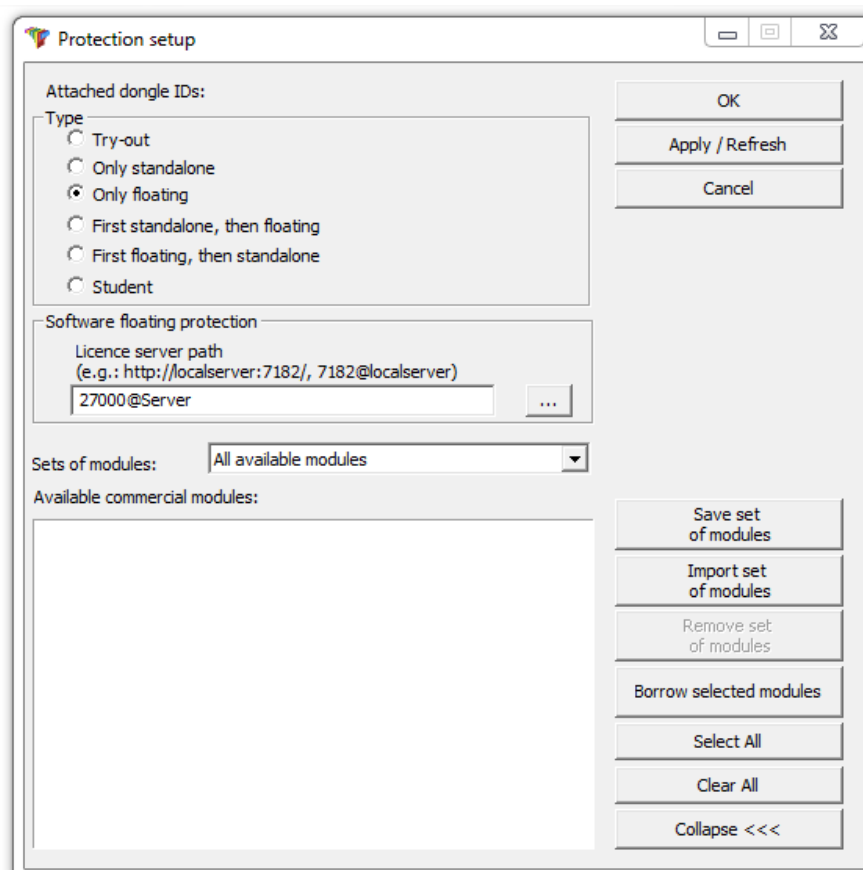 Protection setup
Attached dongle IDs:
OK
Type
Try-out
Apply / Refresh
Only standalone
Only floating
Cancel
First standalone, then floating
First floating, then standalone
Student
Software floating protection
Licence server path
(e.g.: http://localserver:7182/, 7182@localserver)
27000@Server
...
Sets of modules:
All available modules
Available commercial modules:
Save set
of modules
Import set
of modules
Remove set
of modules
Borrow selected modules
Select All
Clear All
Collapse <<<